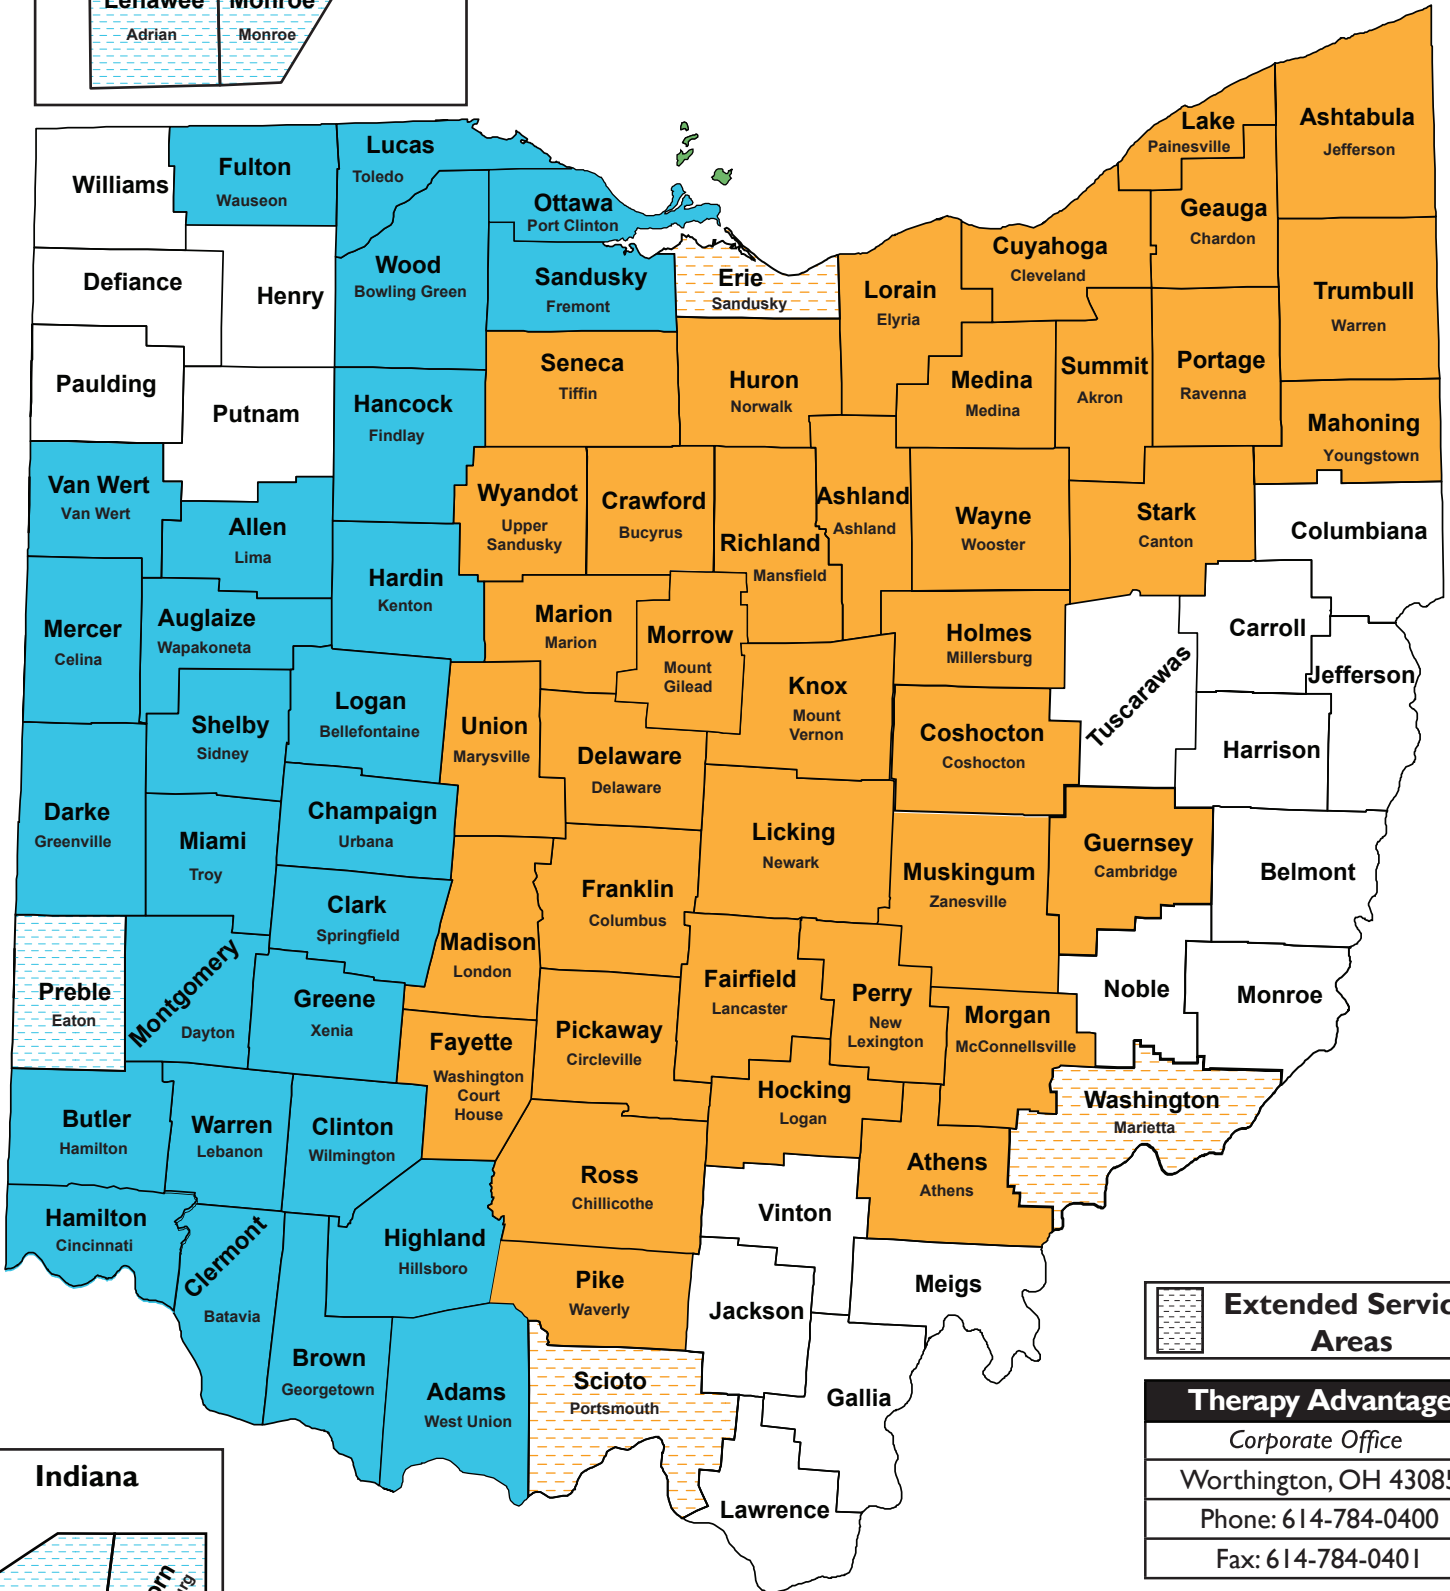 Lenawee
Adrian
Monroe
Monroe
Williams
Fulton
Wauseon
Lucas
Toledo
Ottawa
Port Clinton
Lake
Painesville
Ashtabula
Jefferson
Geauga
Chardon
Cuyahoga
Cleveland
Defiance
Henry
Wood
Bowling Green
Sandusky
Fremont
Erie
Sandusky
Lorain
Elyria
Trumbull
Warren
Paulding
Putnam
Hancock
Findlay
Seneca
Tiffin
Huron
Norwalk
Medina
Medina
Summit
Akron
Portage
Ravenna
Mahoning
Youngstown
Van Wert
Van Wert
Allen
Lima
Wyandot
Upper
Sandusky
Crawford
Bucyrus
Richland
Mansfield
Ashland
Ashland
Wayne
Wooster
Stark
Canton
Columbiana
Mercer
Celina
Auglaize
Wapakoneta
Hardin
Kenton
Marion
Marion
Morrow
Mount
Gilead
Knox
Mount
Vernon
Holmes
Millersburg
Tuscarawas
Carroll
Jefferson
Shelby
Sidney
Logan
Bellefontaine
Union
Marysville
Delaware
Delaware
Coshocton
Coshocton
Harrison
Darke
Greenville
Miami
Troy
Champaign
Urbana
Licking
Newark
Muskingum
Zanesville
Guernsey
Cambridge
Belmont
Clark
Springfield
Madison
London
Franklin
Columbus
Preble
Eaton
Montgomery
Dayton
Greene
Xenia
Fayette
Washington
Court
House
Pickaway
Circleville
Fairfield
Lancaster
Perry
New
Lexington
Morgan
McConnellsville
Noble
Monroe
Butler
Hamilton
Warren
Lebanon
Clinton
Wilmington
Hocking
Logan
Washington
Marietta
Hamilton
Cincinnati
Clermont
Batavia
Highland
Hillsboro
Ross
Chillicothe
Vinton
Athens
Athens
Brown
Georgetown
Adams
West Union
Pike
Waverly
Jackson
Meigs
Scioto
Portsmouth
Gallia
Lawrence
Extended Servic
Areas
Therapy Advantage
Corporate Office
Worthington, OH 43085
Phone: 614-784-0400
Fax: 614-784-0401
Indiana
orn
rg